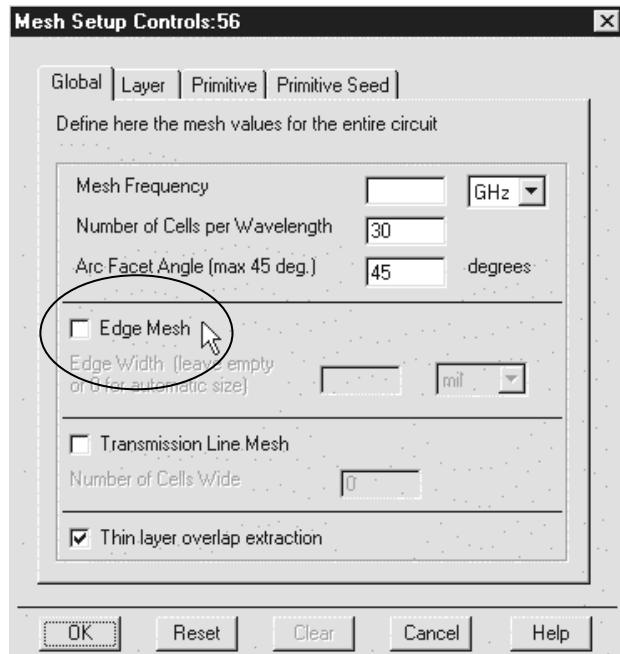 Mesh Setup Controls:56
Global Layer Primitive Primitive Seed
Define here the mesh values for the entire circuit
Mesh Frequency GHz
Number of Cells per Wavelength 30
Arc Facet Angle (max 45 deg.) 45 degrees
Edge Mesh
Edge Width (leave empty
or 0 for automatic size) mil
Transmission Line Mesh
Number of Cells Wide 0
Thin layer overlap extraction
OK Reset Clear Cancel Help